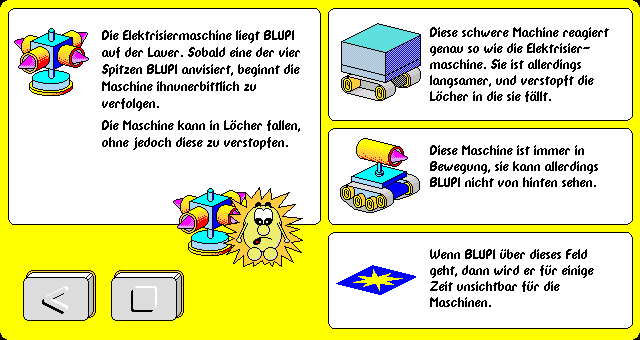 Die Elektrisiermaschine liegt BLUPI
auf der Lauer. Sobald eine der vier
Spitzen BLUPI anvisiert, beginnt die
Maschine ihnunerbittlich zu
verfolgen.
Die Maschine kann in Löcher fallen,
ohne jedoch diese zu verstopfen.
Diese schwere Machine reagiert
genau so wie die Elektrisier-
maschine. Sie ist allerdings
langsamer, und verstopft die
Löcher in die sie fällt.
Diese Maschine ist immer in
Bewegung, sie kann allerdings
BLUPI nicht von hinten sehen.
Wenn BLUPI über dieses Feld
geht, dann wird er für einige
Zeit unsichtbar für die
Maschinen.